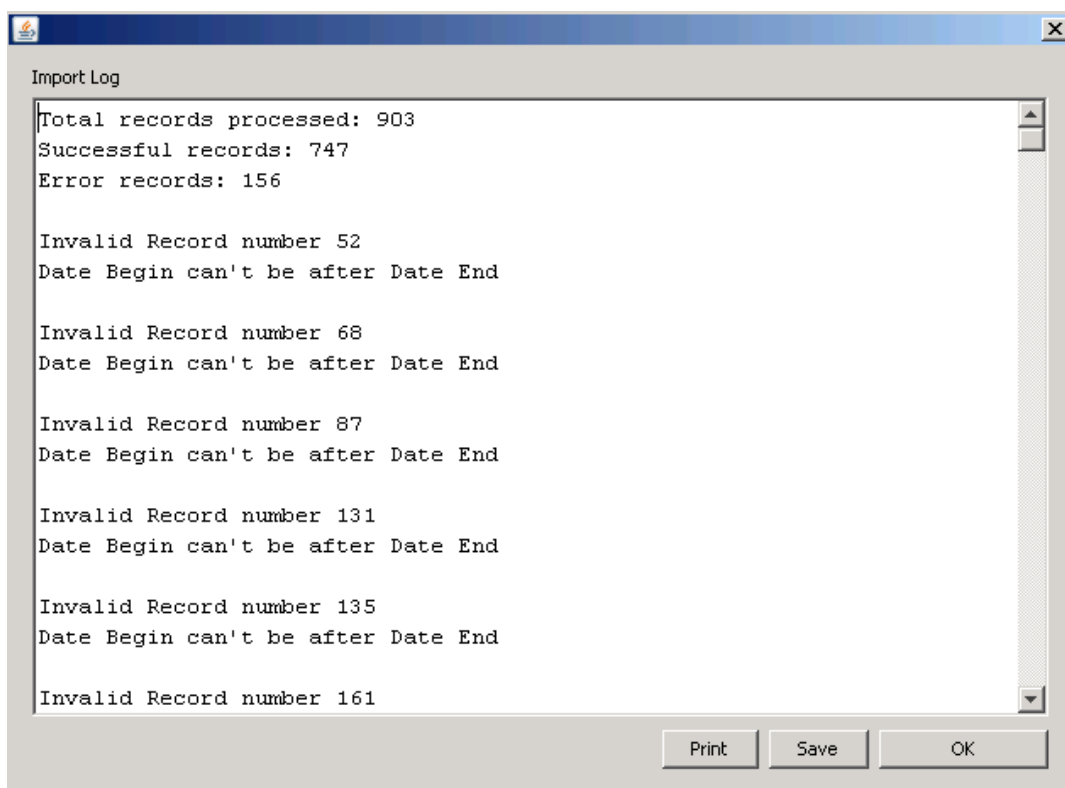 Import Log
Total records processed: 903
Successful records: 747
Error records: 156
Invalid Record number 52
Date Begin can't be after Date End
Invalid Record number 68
Date Begin can't be after Date End
Invalid Record number 87
Date Begin can't be after Date End
Invalid Record number 131
Date Begin can't be after Date End
Invalid Record number 135
Date Begin can't be after Date End
Invalid Record number 161
Print Save OK